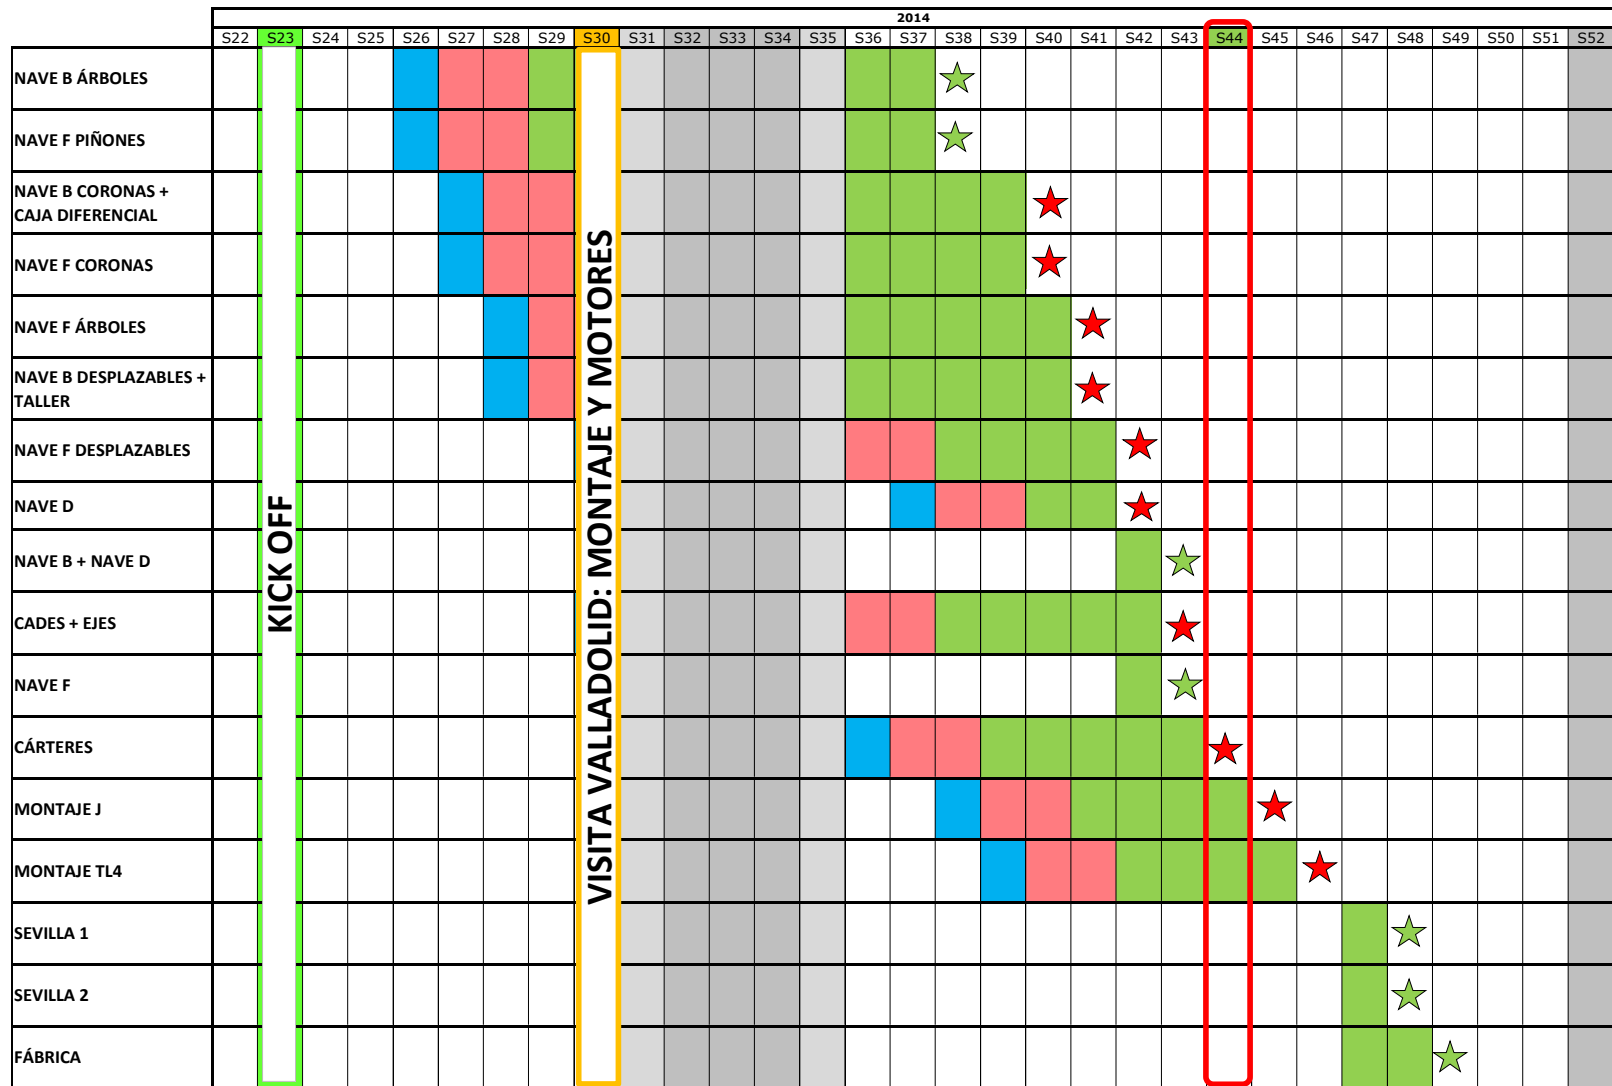 2014
S22 S23 S24 S25 S26 S27 S28 S29 S30 S31 S32 S33 S34 S35 S36 S37 S38 S39 S40 S41 S42 S43 S44 S45 S46 S47 S48 S49 S50 S51 S52
NAVE B ÁRBOLES
NAVE F PIÑONES
NAVE B CORONAS +
CAJA DIFERENCIAL
NAVE F CORONAS
NAVE F ÁRBOLES
NAVE B DESPLAZABLES +
TALLER
NAVE F DESPLAZABLES
NAVE D
NAVE B + NAVE D
CADES + EJES
NAVE F
CÁRTERES
MONTAJE J
MONTAJE TL4
SEVILLA 1
SEVILLA 2
FÁBRICA
KICK OFF
VISITA VALLADOLID: MONTAJE Y MOTORES